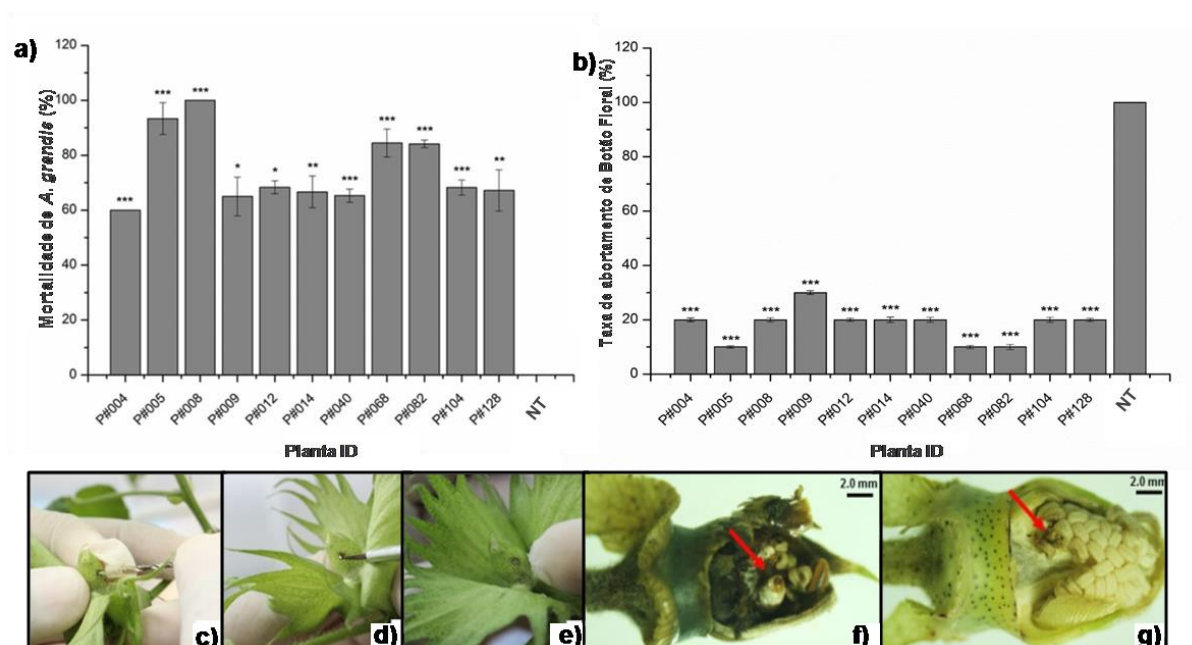 a)
Mortalidade de A. grandis (%)
120
100
80
60
40
20
0
***
***
***
*
*
**
***
***
***
***
**
P#004
P#005
P#008
P#009
P#012
P#014
P#040
P#068
P#082
P#104
P#128
NT
Planta ID
b)
Taxa de abortamento de Botão Floral (%)
120
100
80
60
40
20
0
***
***
***
***
***
***
***
***
***
***
***
P#004
P#005
P#008
P#009
P#012
P#014
P#040
P#068
P#082
P#104
P#128
NT
Planta ID
c)
d)
e)
2.0 mm
f)
2.0 mm
g)